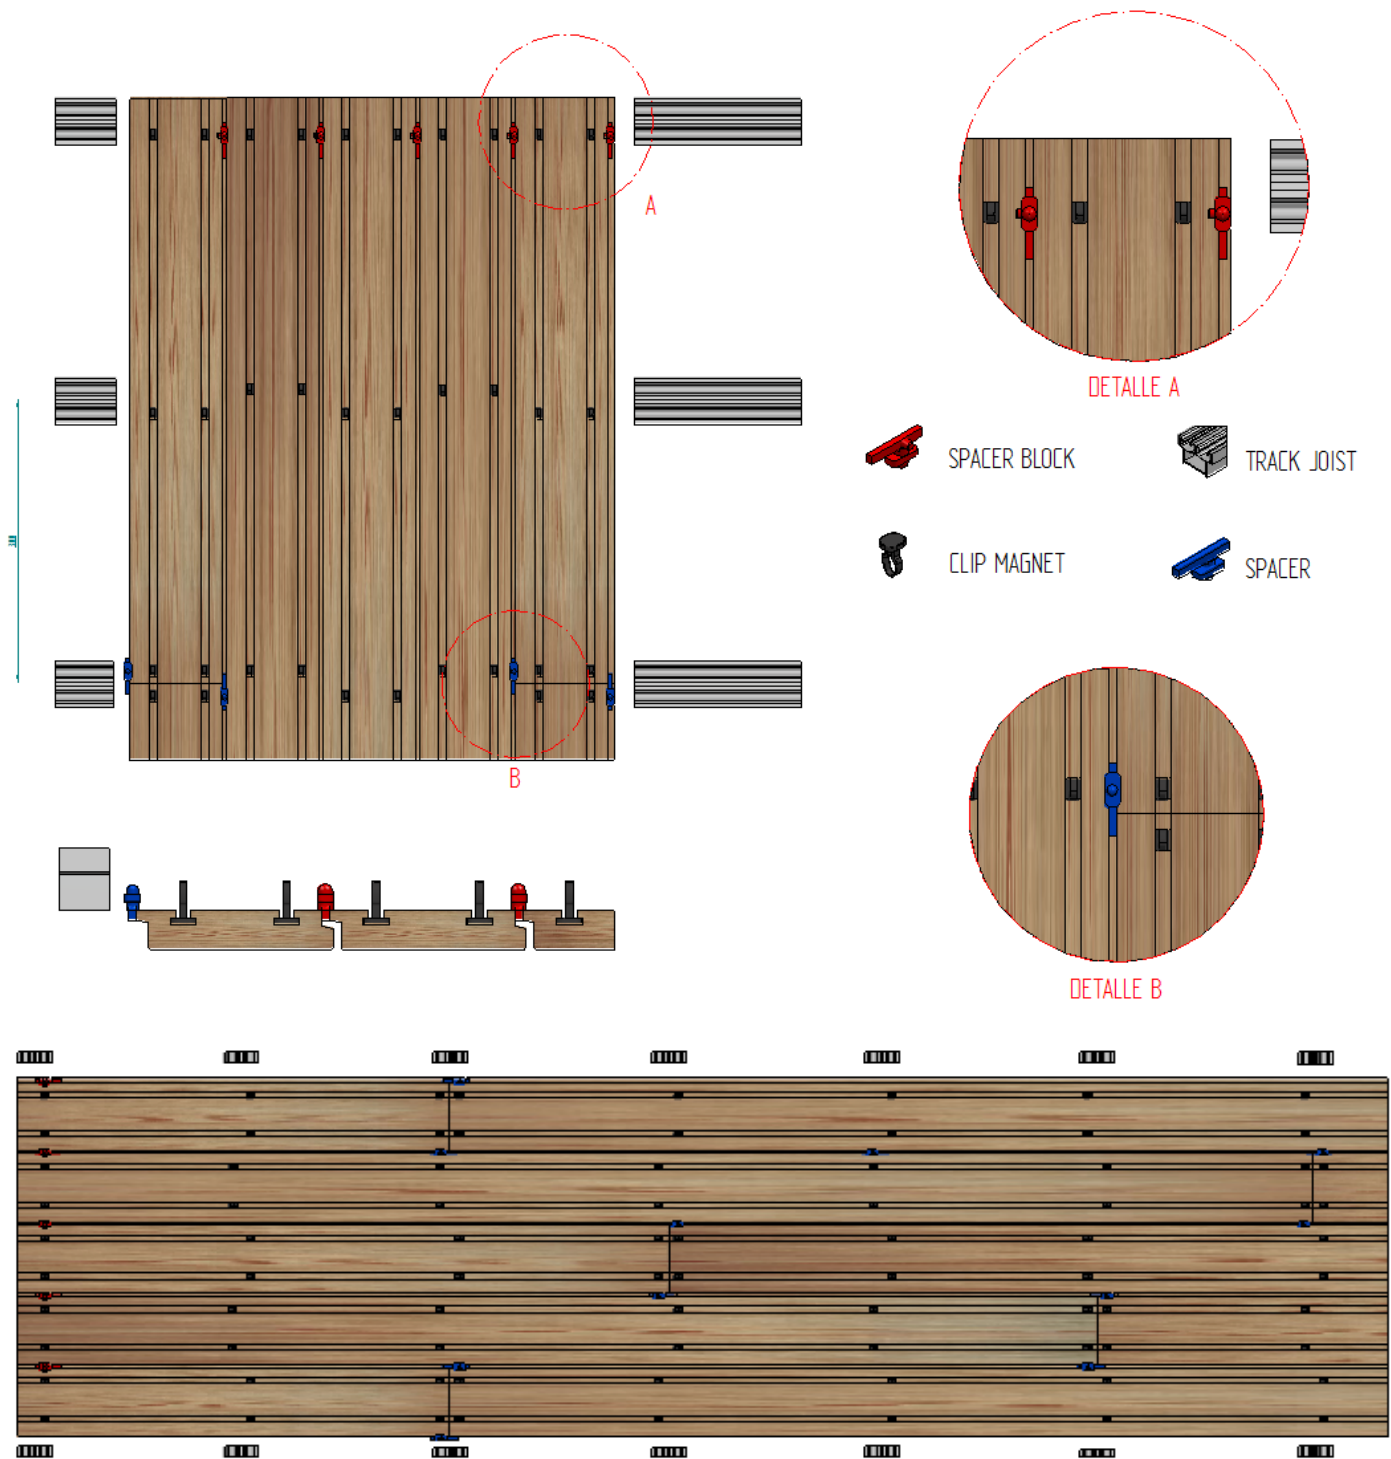 A
DETALLE A
SPACER BLOCK
TRACK JOIST
CLIP MAGNET
SPACER
B
DETALLE B